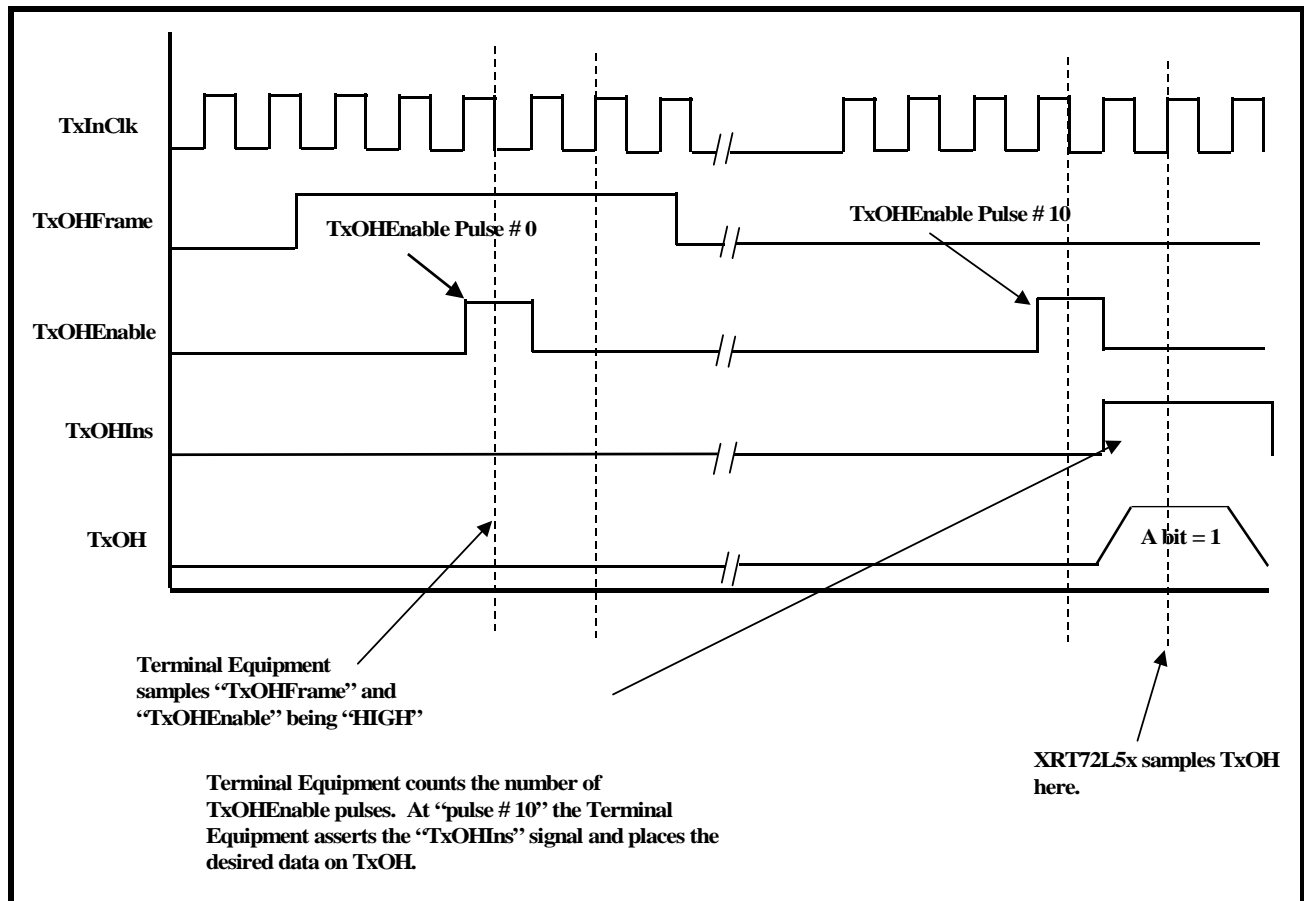 TxInClk
TxOHFrame
TxOHEnable Pulse # 0
TxOHEnable Pulse # 10
TxOHEnable
TxOHIns
TxOH
A bit = 1
Terminal Equipment
samples “TxOHFrame” and
“TxOHEnable” being “HIGH”
XRT72L5x samples TxOH
here.
Terminal Equipment counts the number of
TxOHEnable pulses.  At “pulse # 10” the Terminal
Equipment asserts the “TxOHIns” signal and places the
desired data on TxOH.